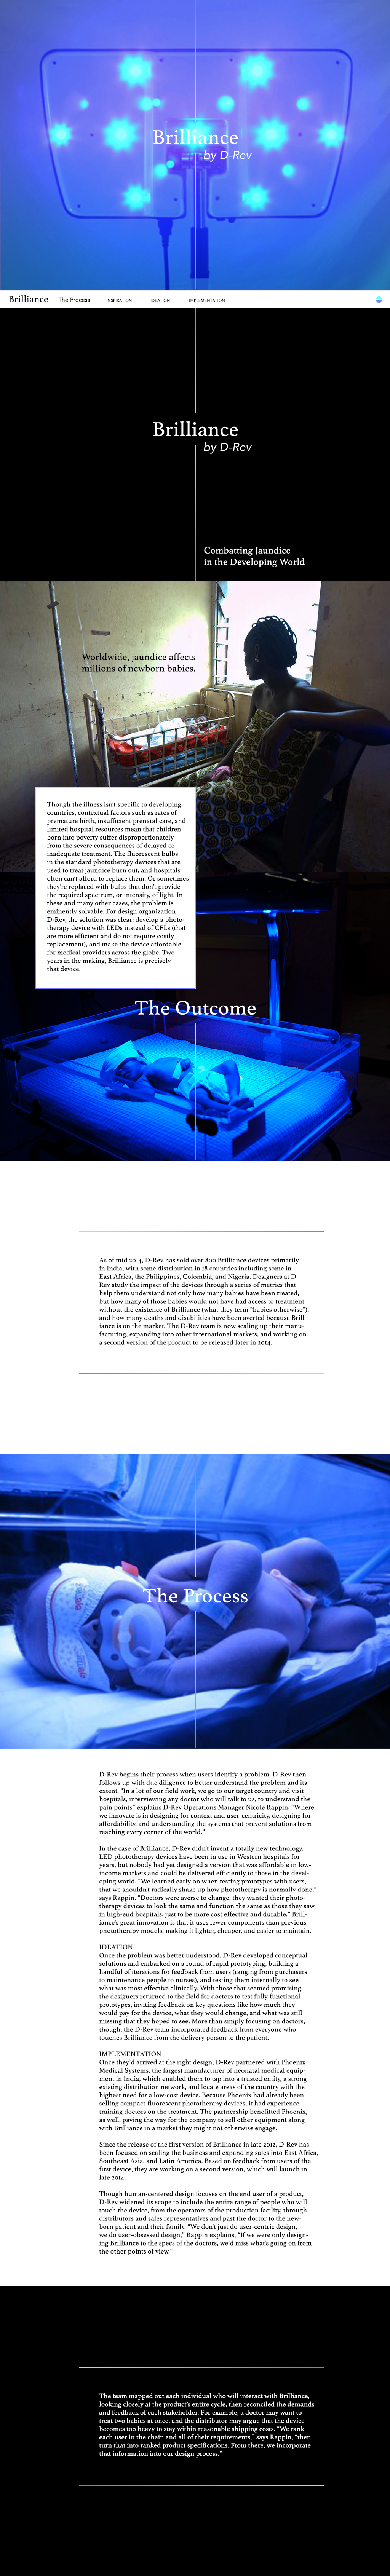 Brilliance
by D-Rev
Brilliance The Process INSPIRATION IDEATION IMPLEMENTATION
Brilliance
by D-Rev
Combatting Jaundice
in the Developing World
Worldwide, jaundice affects
millions of newborn babies.
Though the illness isn't specific to developing
countries, contextual factors such as rates of
premature birth, insufficient prenatal care, and
limited hospital resources mean that children
born into poverty suffer disproportionately
from the severe consequences of delayed or
inadequate treatment. The fluorescent bulbs
in the standard phototherapy devices that are
used to treat jaundice burn out, and hospitals
often can't afford to replace them. Or sometimes
they're replaced with bulbs that don't provide
the required spectrum, or intensity, of light. In
these and many other cases, the problem is
eminently solvable. For design organization
D-Rev, the solution was clear: develop a photo-
therapy device with LEDs instead of CFLs (that
are more efficient and do not require costly
replacement), and make the device affordable
for medical providers across the globe. Two
years in the making, Brilliance is precisely
that device.
The Outcome
As of mid 2014, D-Rev has sold over 800 Brilliance devices primarily
in India, with some distribution in 18 countries including some in
East Africa, the Philippines, Colombia, and Nigeria. Designers at D-
Rev study the impact of the devices through a series of metrics that
help them understand not only how many babies have been treated,
but how many of those babies would not have had access to treatment
without the existence of Brilliance (what they term "babies otherwise"),
and how many deaths and disabilities have been averted because Brill-
iance is on the market. The D-Rev team is now scaling up their manu-
facturing, expanding into other international markets, and working on
a second version of the product to be released later in 2014.
The Process
D-Rev begins their process when users identify a problem. D-Rev then
follows up with due diligence to better understand the problem and its
extent. "In a lot of our field work, we go to our target country and visit
hospitals, interviewing any doctor who will talk to us, to understand the
pain points" explains D-Rev Operations Manager Nicole Rappin, "Where
we innovate is in designing for context and user-centricity, designing for
affordability, and understanding the systems that prevent solutions from
reaching every corner of the world."
In the case of Brilliance, D-Rev didn't invent a totally new technology.
LED phototherapy devices have been in use in Western hospitals for
years, but nobody had yet designed a version that was affordable in low-
income markets and could be delivered efficiently to those in the devel-
oping world. "We learned early on when testing prototypes with users,
that we shouldn't radically shake up how phototherapy is normally done,"
says Rappin. "Doctors were averse to change, they wanted their photo-
therapy devices to look the same and function the same as those they saw
in high-end hospitals, just to be more cost effective and durable." Brill-
iance's great innovation is that it uses fewer components than previous
phototherapy models, making it lighter, cheaper, and easier to maintain.
IDEATION
Once the problem was better understood, D-Rev developed conceptual
solutions and embarked on a round of rapid prototyping, building a
handful of iterations for feedback from users (ranging from purchasers
to maintenance people to nurses), and testing them internally to see
what was most effective clinically. With those that seemed promising,
the designers returned to the field for doctors to test fully-functional
prototypes, inviting feedback on key questions like how much they
would pay for the device, what they would change, and what was still
missing that they hoped to see. More than simply focusing on doctors,
though, the D-Rev team incorporated feedback from everyone who
touches Brilliance from the delivery person to the patient.
IMPLEMENTATION
Once they'd arrived at the right design, D-Rev partnered with Phoenix
Medical Systems, the largest manufacturer of neonatal medical equip-
ment in India, which enabled them to tap into a trusted entity, a strong
existing distribution network, and locate areas of the country with the
highest need for a low-cost device. Because Phoenix had already been
selling compact-fluorescent phototherapy devices, it had experience
training doctors on the treatment. The partnership benefitted Phoenix,
as well, paving the way for the company to sell other equipment along
with Brilliance in a market they might not otherwise engage.
Since the release of the first version of Brilliance in late 2012, D-Rev has
been focused on scaling the business and expanding sales into East Africa,
Southeast Asia, and Latin America. Based on feedback from users of the
first device, they are working on a second version, which will launch in
late 2014.
Though human-centered design focuses on the end user of a product,
D-Rev widened its scope to include the entire range of people who will
touch the device, from the operators of the production facility, through
distributors and sales representatives and past the doctor to the new-
born patient and their family. "We don't just do user-centric design,
we do user-obsessed design," Rappin explains, "If we were only design-
ing Brilliance to the specs of the doctors, we'd miss what's going on from
the other points of view."
The team mapped out each individual who will interact with Brilliance,
looking closely at the product's entire cycle, then reconciled the demands
and feedback of each stakeholder. For example, a doctor may want to
treat two babies at once, and the distributor may argue that the device
becomes too heavy to stay within reasonable shipping costs. "We rank
each user in the chain and all of their requirements," says Rappin, "then
turn that into ranked product specifications. From there, we incorporate
that information into our design process."